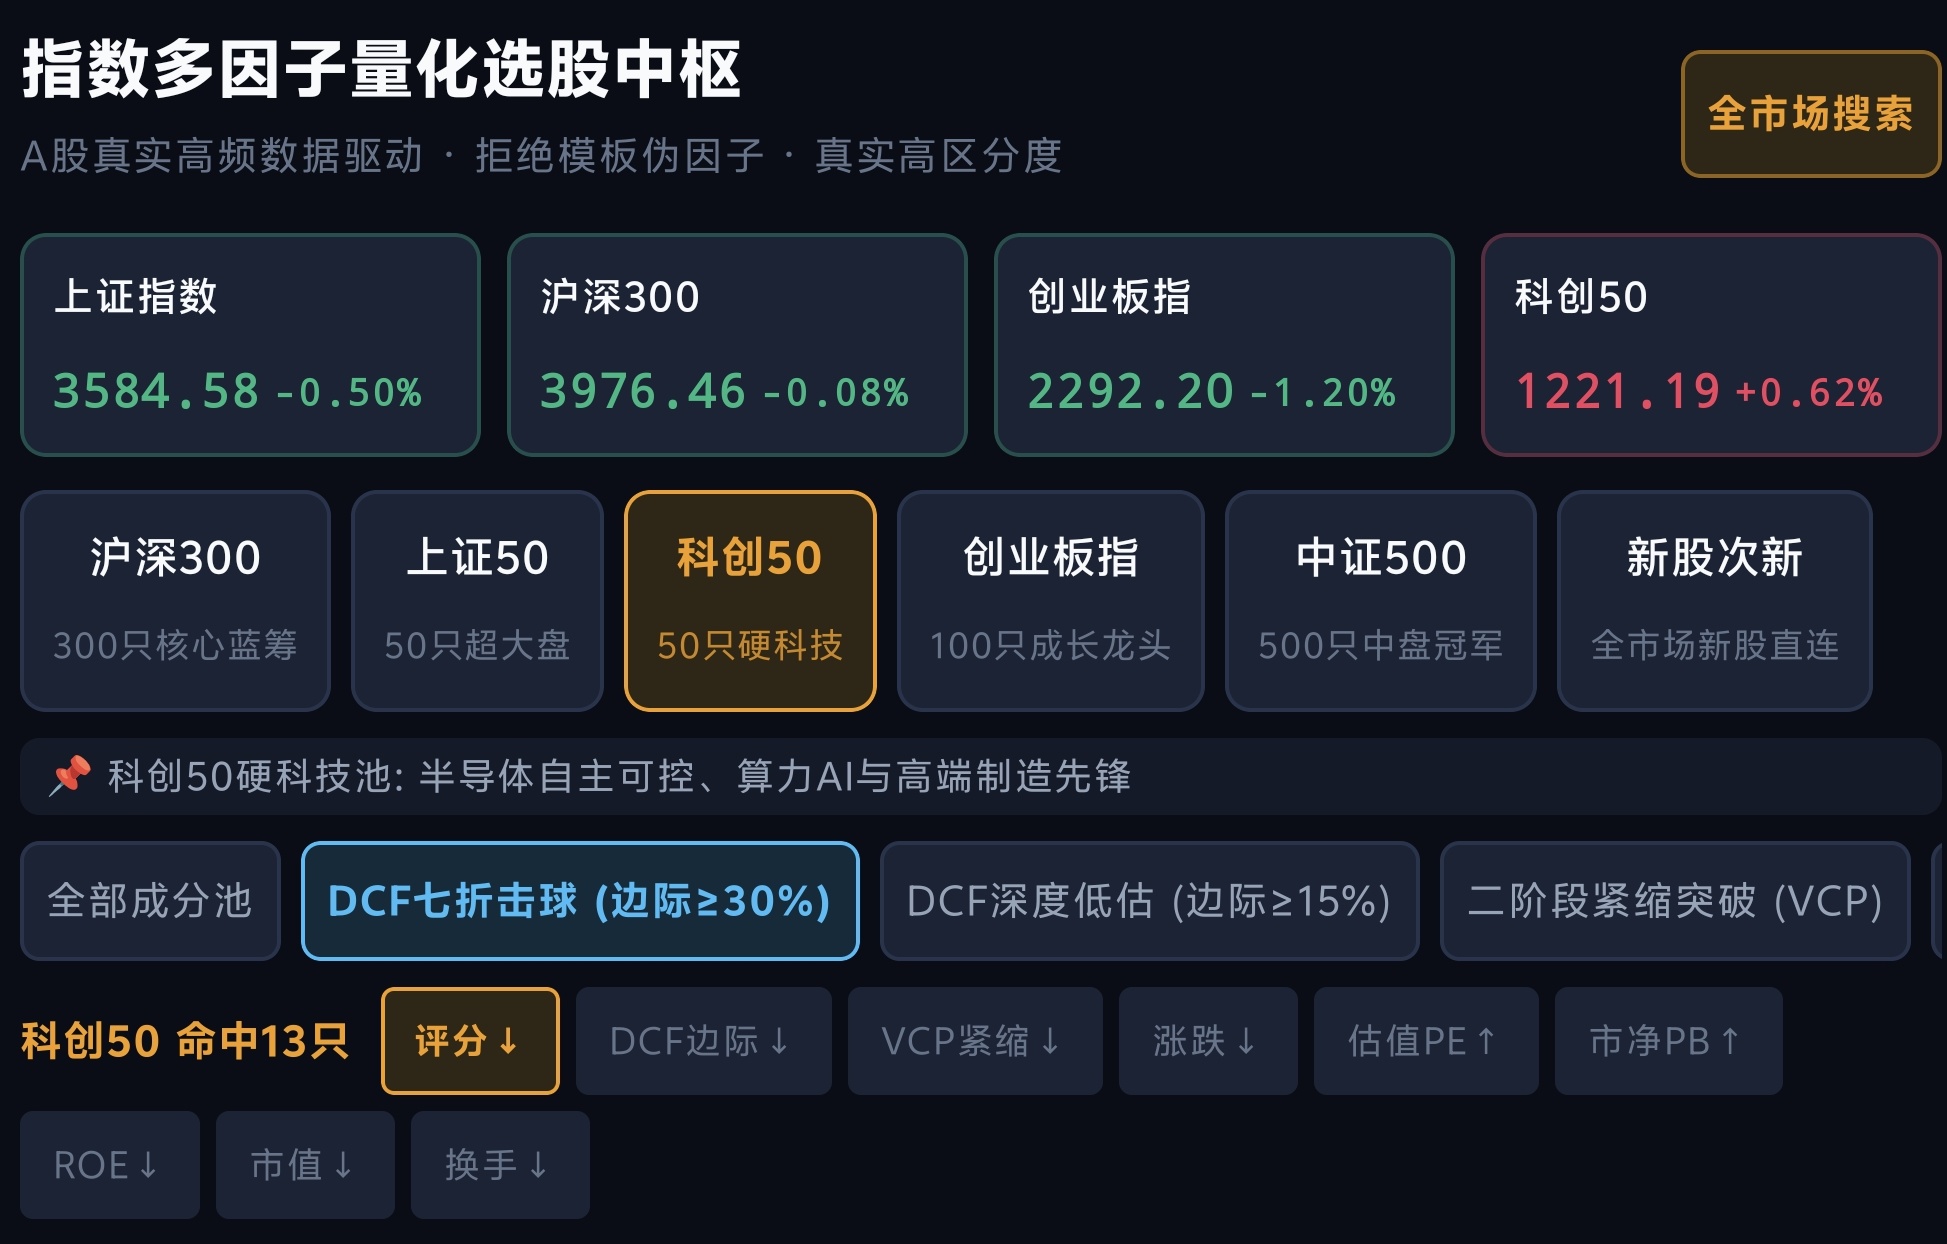 指数多因子量化选股中枢
全市场搜索
A股真实高频数据驱动 · 拒绝模板伪因子 · 真实高区分度
上证指数
3584.58 -0.50%
沪深300
3976.46 -0.08%
创业板指
2292.20 -1.20%
科创50
1221.19 +0.62%
沪深300
300只核心蓝筹
上证50
50只超大盘
科创50
50只硬科技
创业板指
100只成长龙头
中证500
500只中盘冠军
新股次新
全市场新股直连
📌 科创50硬科技池: 半导体自主可控、算力AI与高端制造先锋
全部成分池
DCF七折击球 (边际≥30%)
DCF深度低估 (边际≥15%)
二阶段紧缩突破 (VCP)
科创50 命中13只
评分↓
DCF边际↓
VCP紧缩↓
涨跌↓
估值PE↑
市净PB↑
ROE↓
市值↓
换手↓